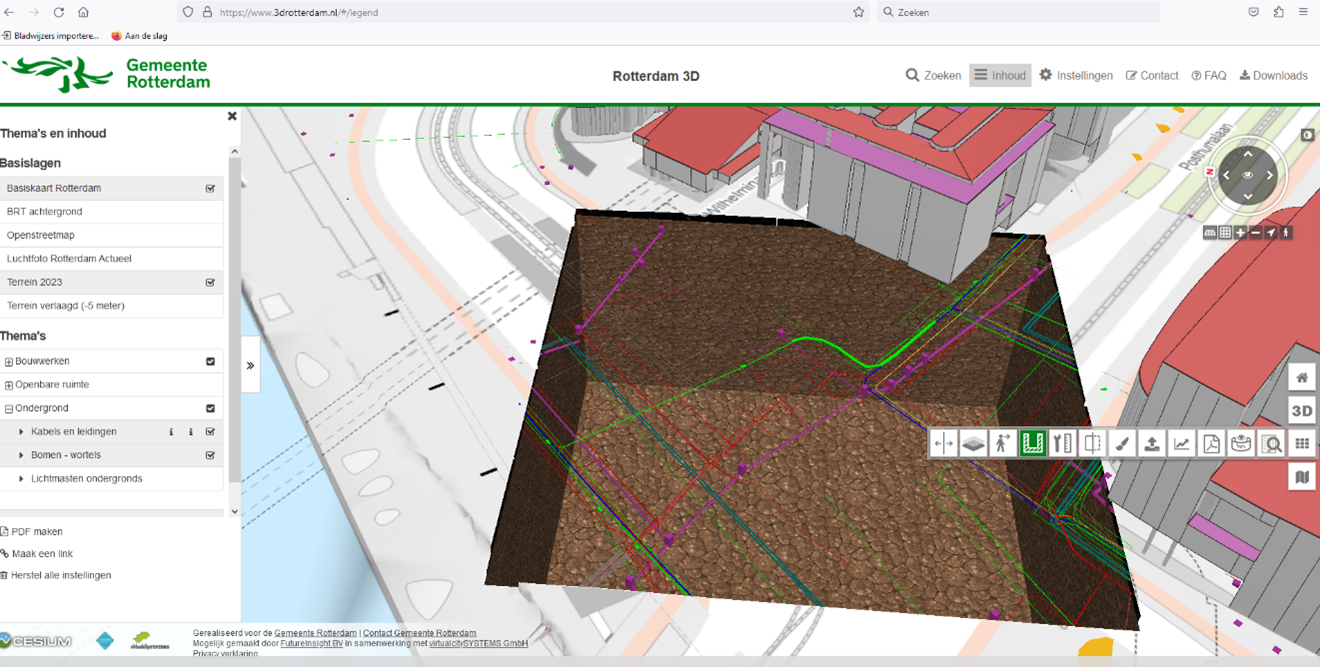 https://www.3drotterdam.nl/#/legend
Zoeken
Bladwijzers importere...
Aan de slag
Gemeente
Rotterdam
Rotterdam 3D
Zoeken
Inhoud
Instellingen
Contact
FAQ
Downloads
Thema's en inhoud
Basislagen
Basiskaart Rotterdam
BRT achtergrond
Openstreetmap
Luchtfoto Rotterdam Actueel
Terrein 2023
Terrein verlaagd (-5 meter)
Thema's
Bouwwerken
Openbare ruimte
Ondergrond
Kabels en leidingen
Bomen - wortels
Lichtmasten ondergronds
PDF maken
Maak een link
Herstel alle instellingen
Posthumalaan
N
3D
CESIUM
virtualcitySYSTEMS
Gerealiseerd voor de Gemeente Rotterdam | Contact Gemeente Rotterdam
Mogelijk gemaakt door FutureInsight BV in samenwerking met virtualcitySYSTEMS GmbH
Privacy verklaring